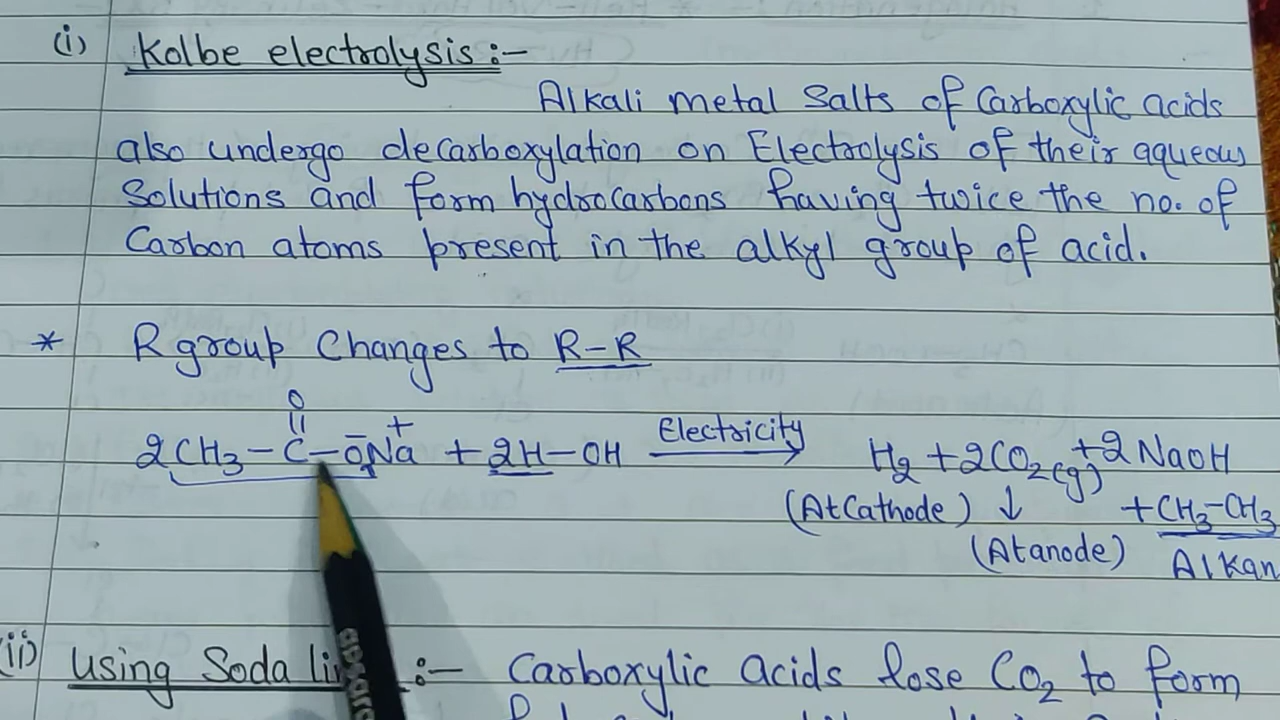 (i) Kolbe electrolysis :-
Alkali metal Salts of Carboxylic acids
also undergo decarboxylation on Electrolysis of their aqueous
Solutions and form hydrocarbons having twice the no. of
Carbon atoms present in the alkyl group of acid.
* R group Changes to R-R
O
||
2CH₃-C-ŌNa⁺ + 2H-OH Electricity → H₂ + 2CO₂(g) + 2NaOH
(At Cathode) ↓ + CH₃-CH₃
(At anode) Alkan
(ii) Using Soda :- Carboxylic acids lose CO₂ to form